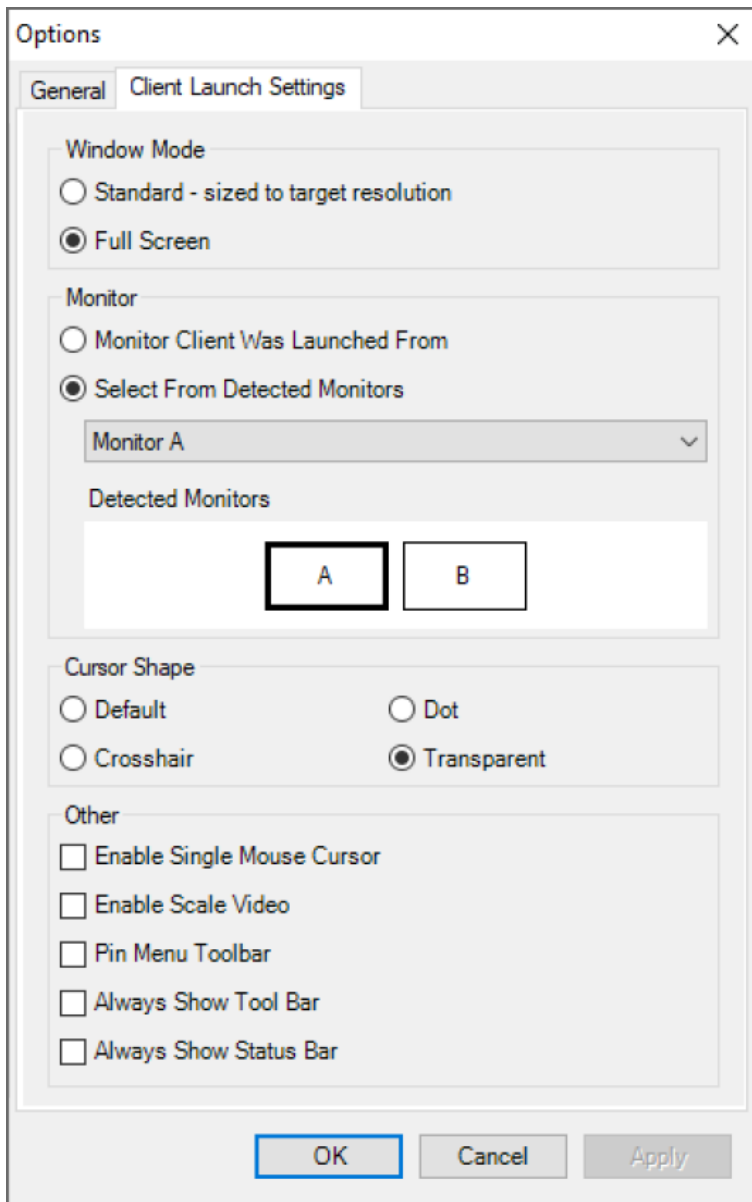 Options
General
Client Launch Settings
Window Mode
Standard - sized to target resolution
Full Screen
Monitor
Monitor Client Was Launched From
Select From Detected Monitors
Monitor A
Detected Monitors
A B
Cursor Shape
Default Dot
Crosshair Transparent
Other
Enable Single Mouse Cursor
Enable Scale Video
Pin Menu Toolbar
Always Show Tool Bar
Always Show Status Bar
OK Cancel Apply